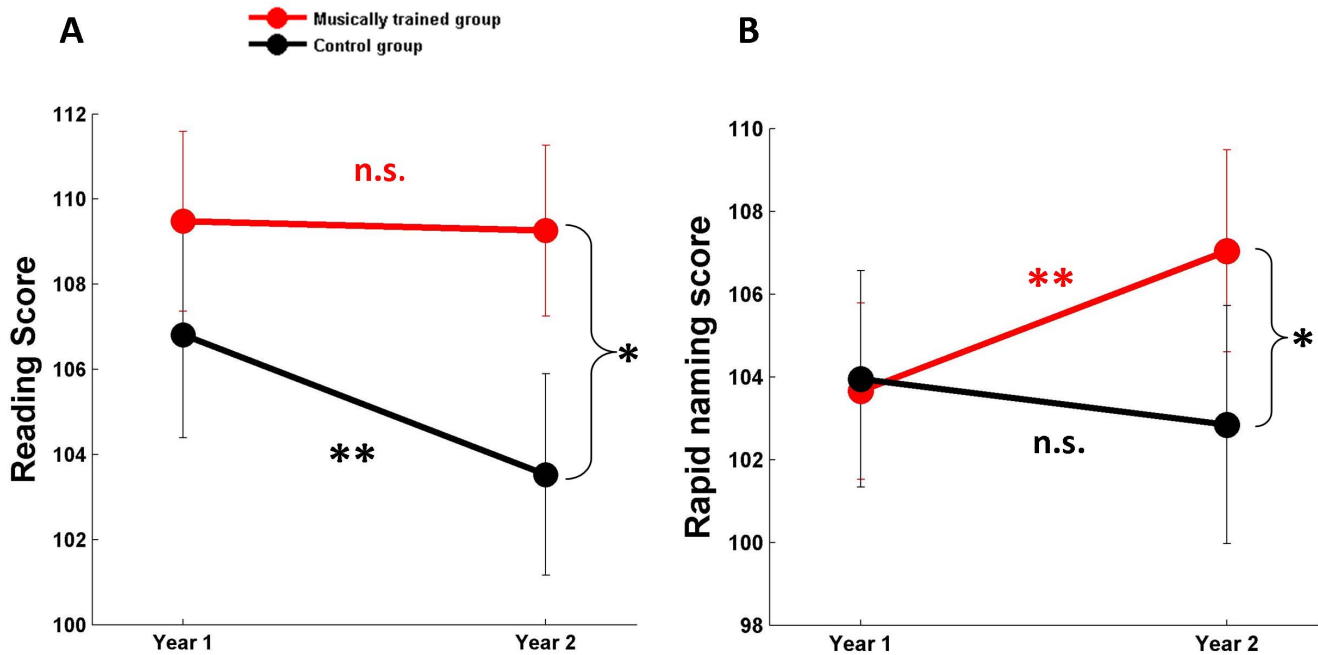 A
Musically trained group
Control group
Reading Score
112
110
108
106
104
102
100
n.s.
**
*
Year 1
Year 2
B
Rapid naming score
110
108
106
104
102
100
98
**
n.s.
*
Year 1
Year 2